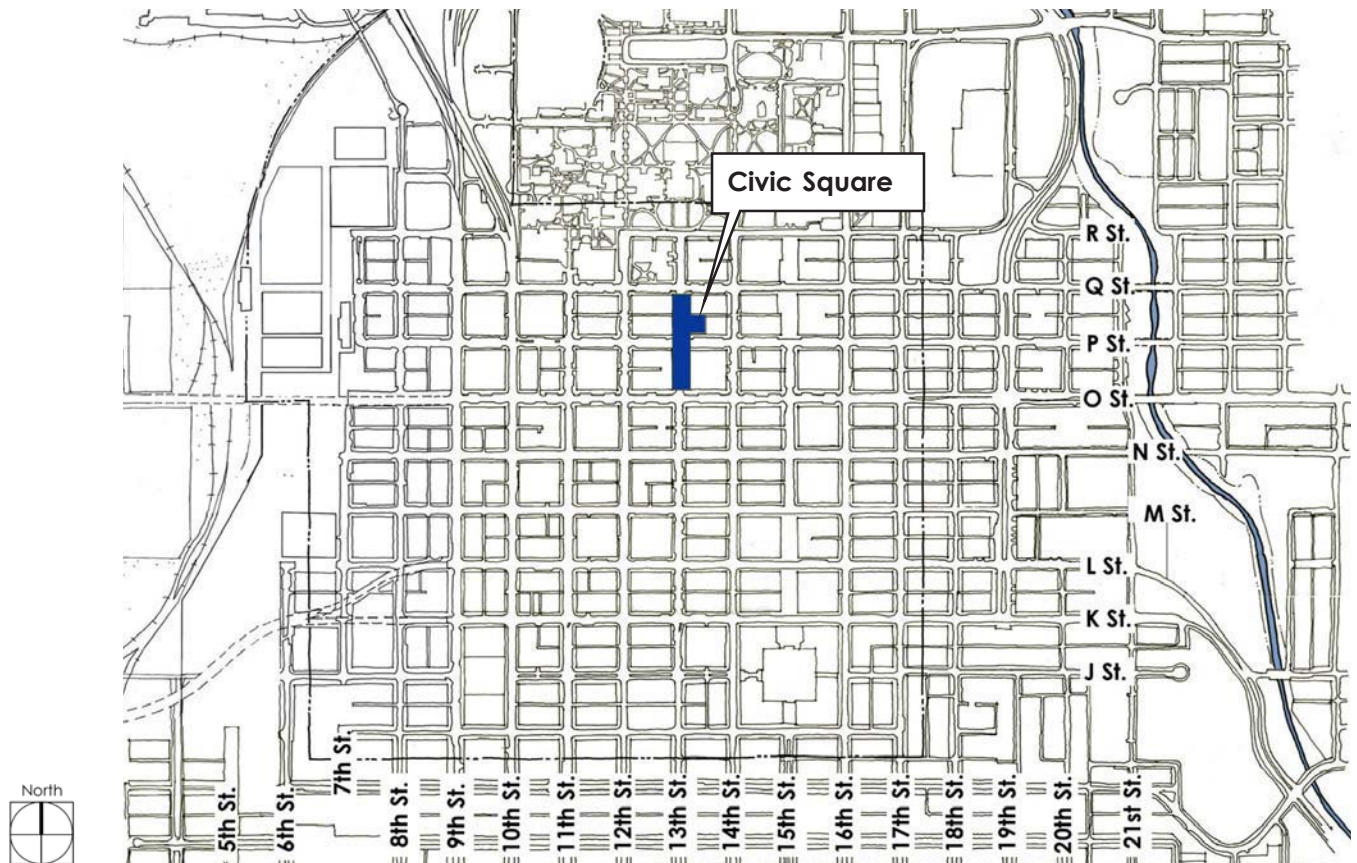 Civic Square
R St.
Q St.
P St.
O St.
N St.
M St.
L St.
K St.
J St.
North
5th St.
6th St.
7th St.
8th St.
9th St.
10th St.
11th St.
12th St.
13th St.
14th St.
15th St.
16th St.
17th St.
18th St.
19th St.
20th St.
21st St.